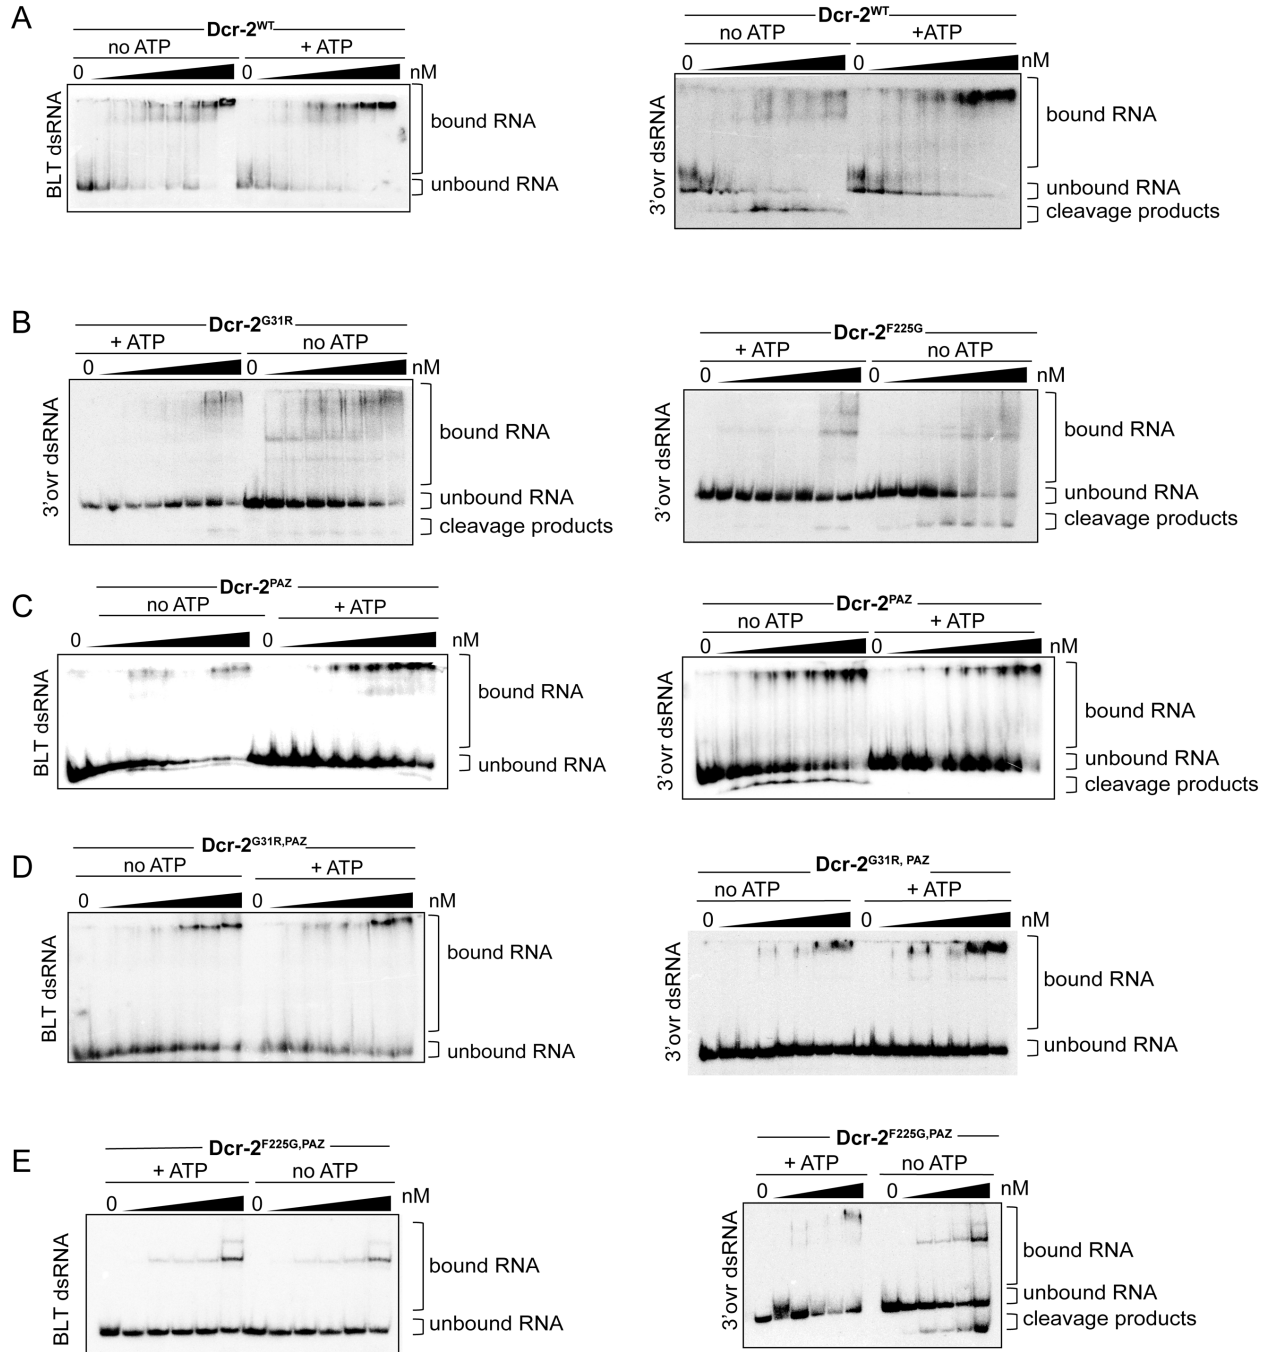 A
Dcr-2WT
no ATP + ATP
0 0 nM
BLT dsRNA
bound RNA
unbound RNA
Dcr-2WT
no ATP +ATP
0 0 nM
3'ovr dsRNA
bound RNA
unbound RNA
cleavage products
B
Dcr-2G31R
+ ATP no ATP
0 0 nM
3'ovr dsRNA
bound RNA
unbound RNA
cleavage products
Dcr-2F225G
+ ATP no ATP
0 0 nM
3'ovr dsRNA
bound RNA
unbound RNA
cleavage products
C
Dcr-2PAZ
no ATP + ATP
0 0 nM
BLT dsRNA
bound RNA
unbound RNA
Dcr-2PAZ
no ATP + ATP
0 0 nM
3'ovr dsRNA
bound RNA
unbound RNA
cleavage products
D
Dcr-2G31R,PAZ
no ATP + ATP
0 0 nM
BLT dsRNA
bound RNA
unbound RNA
Dcr-2G31R, PAZ
no ATP + ATP
0 0 nM
3'ovr dsRNA
bound RNA
unbound RNA
E
Dcr-2F225G,PAZ
+ ATP no ATP
0 0 nM
BLT dsRNA
bound RNA
unbound RNA
Dcr-2F225G,PAZ
+ ATP no ATP
0 0 nM
3'ovr dsRNA
bound RNA
unbound RNA
cleavage products